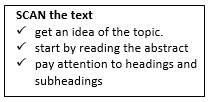 SCAN the text
✓ get an idea of the topic.
✓ start by reading the abstract
✓ pay attention to headings and
subheadings